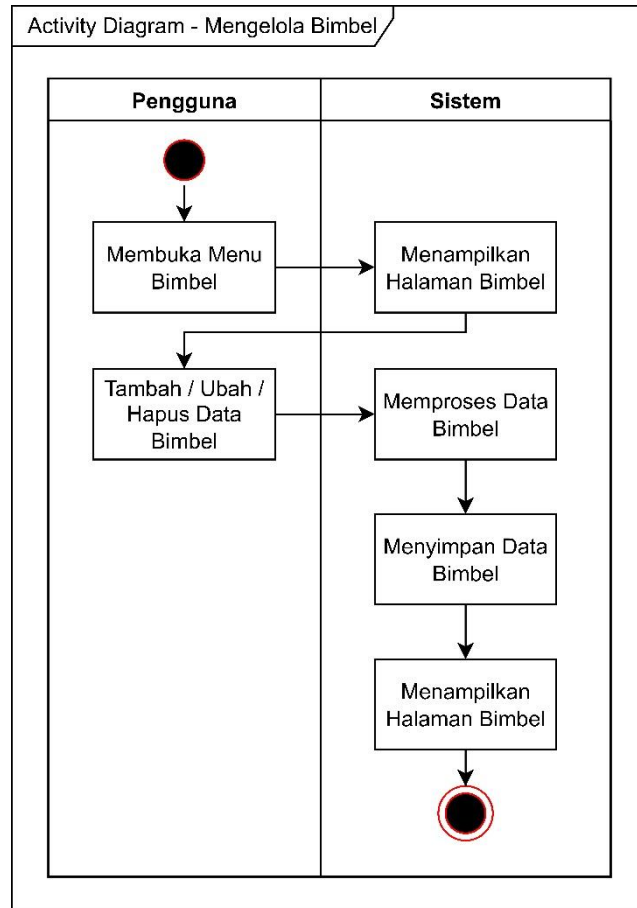 Activity Diagram - Mengelola Bimbel
Pengguna
Sistem
Membuka Menu
Bimbel
Menampilkan
Halaman Bimbel
Tambah / Ubah /
Hapus Data
Bimbel
Memproses Data
Bimbel
Menyimpan Data
Bimbel
Menampilkan
Halaman Bimbel